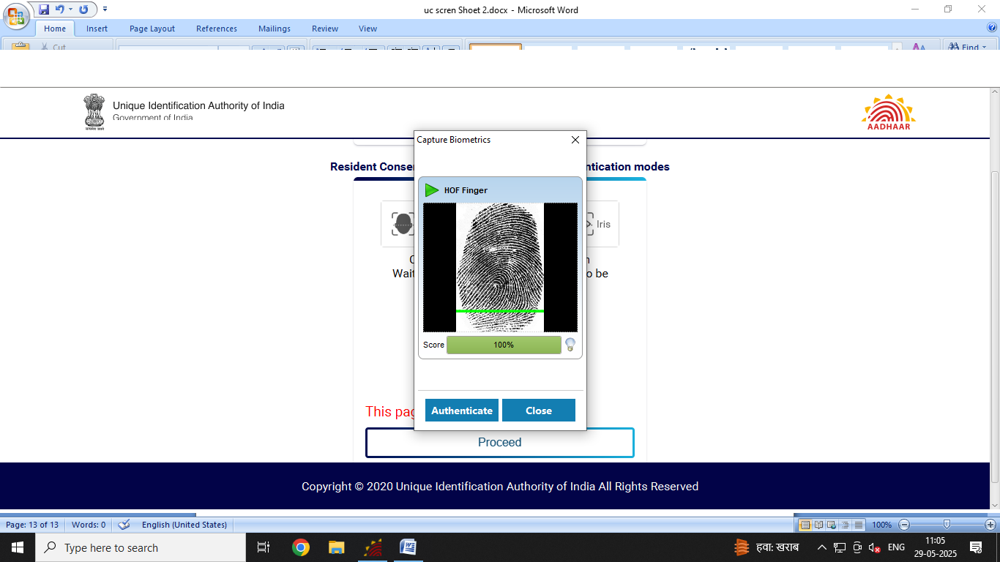 uc scren Shoet 2.docx - Microsoft Word
Home Insert Page Layout References Mailings Review View
Cut
Find
Unique Identification Authority of India
Government of India
सत्यमेव जयते
AADHAAR
Capture Biometrics
Resident Conse
ntication modes
HOF Finger
Iris
Wait
o be
Score 100%
This pag
Authenticate Close
Proceed
Copyright © 2020 Unique Identification Authority of India All Rights Reserved
Page: 13 of 13 Words: 0 English (United States) 100%
Type here to search
हवा: खराब
ENG
11:05
29-05-2025